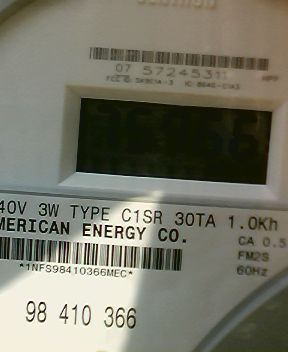 07 57245311
40V 3W TYPE C1SR 30TA 1.0Kh
MERICAN ENERGY CO.
CA 0.5
FM2S
60Hz
*1NFS98410366MEC*
98 410 366